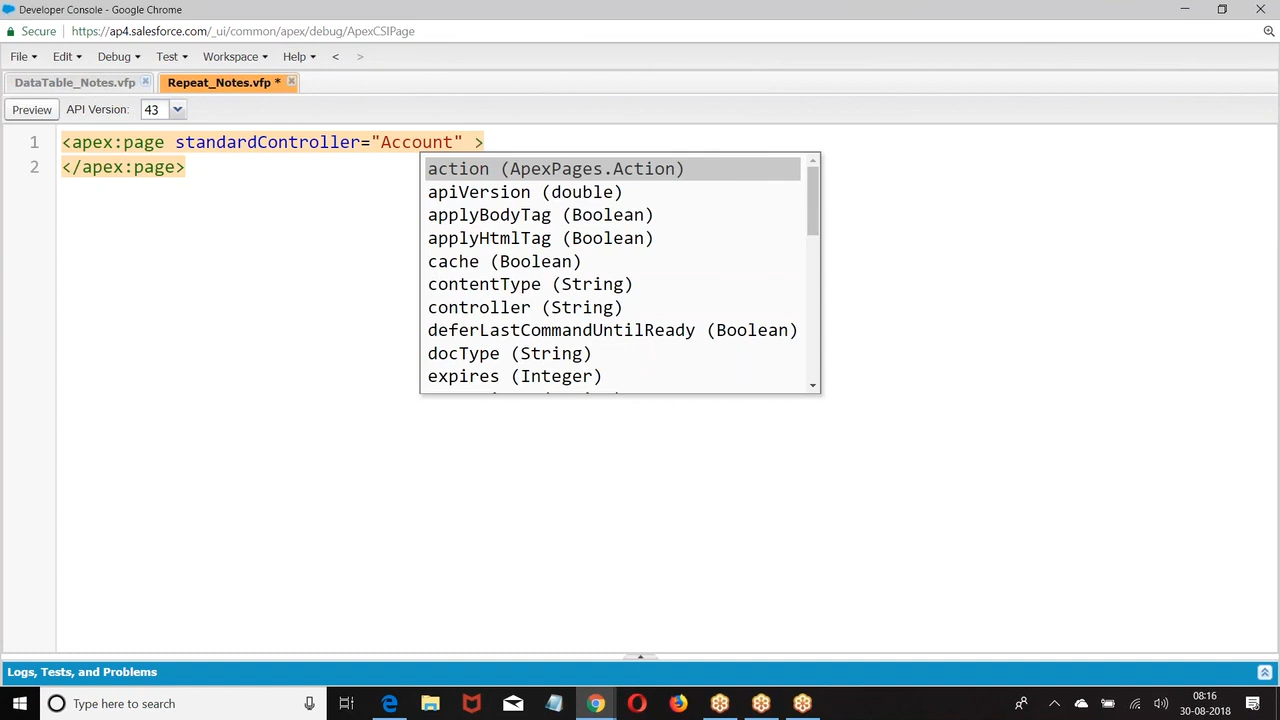 Developer Console - Google Chrome
Secure https://ap4.salesforce.com/_ui/common/apex/debug/ApexCSIPage
File Edit Debug Test Workspace Help < >
DataTable_Notes.vfp Repeat_Notes.vfp *
Preview API Version: 43
1 <apex:page standardController="Account" >
2 </apex:page>
action (ApexPages.Action)
apiVersion (double)
applyBodyTag (Boolean)
applyHtmlTag (Boolean)
cache (Boolean)
contentType (String)
controller (String)
deferLastCommandUntilReady (Boolean)
docType (String)
expires (Integer)
Logs, Tests, and Problems
Type here to search
08:16
30-08-2018